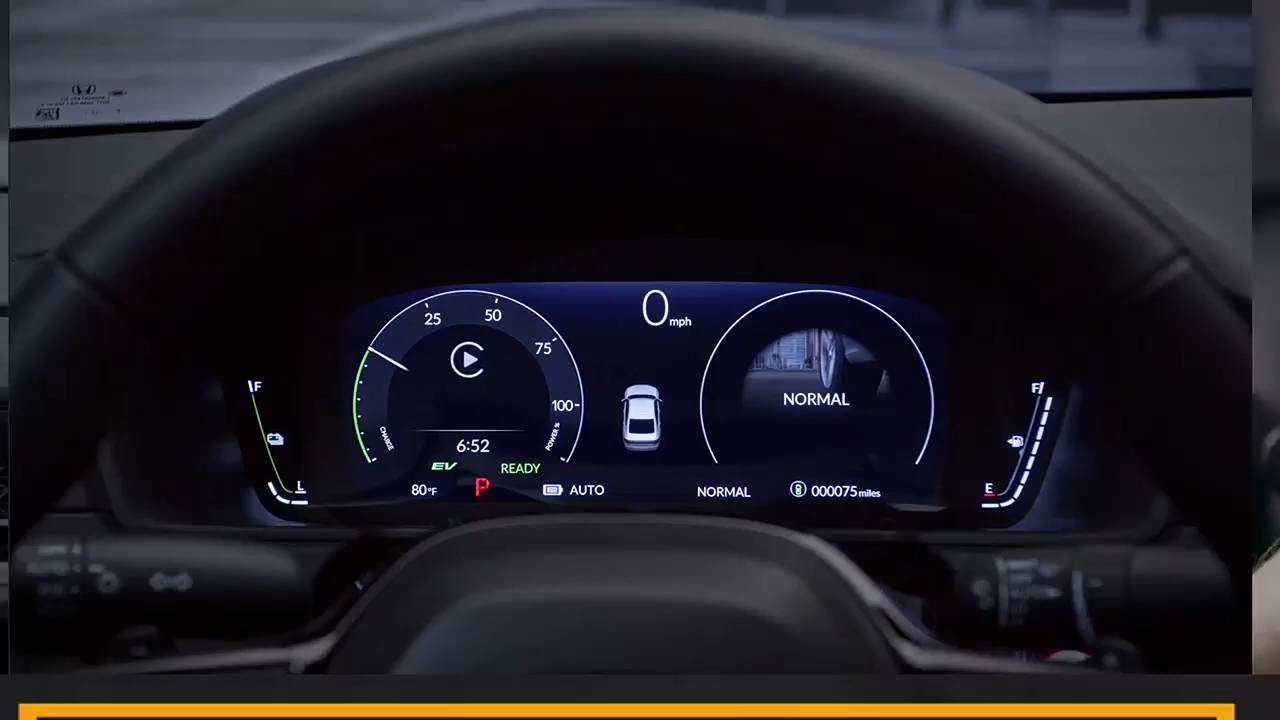 0 mph
25 50 75 100
CHARGE
POWER %
F
L
6:52
EV READY
80°F P AUTO
NORMAL
NORMAL
000075 miles
F
E